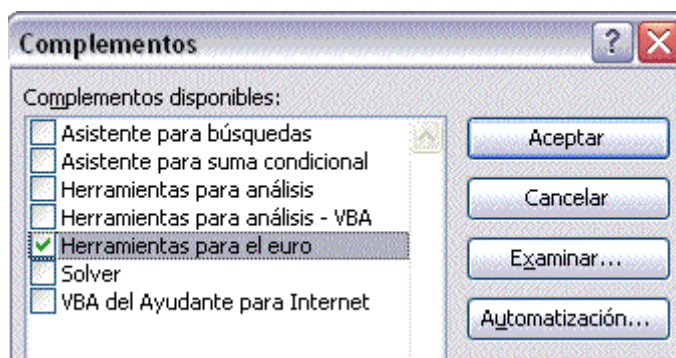 Complementos
Complementos disponibles:
Asistente para búsquedas
Asistente para suma condicional
Herramientas para análisis
Herramientas para análisis - VBA
Herramientas para el euro
Solver
VBA del Ayudante para Internet
Aceptar
Cancelar
Examinar...
Automatización...